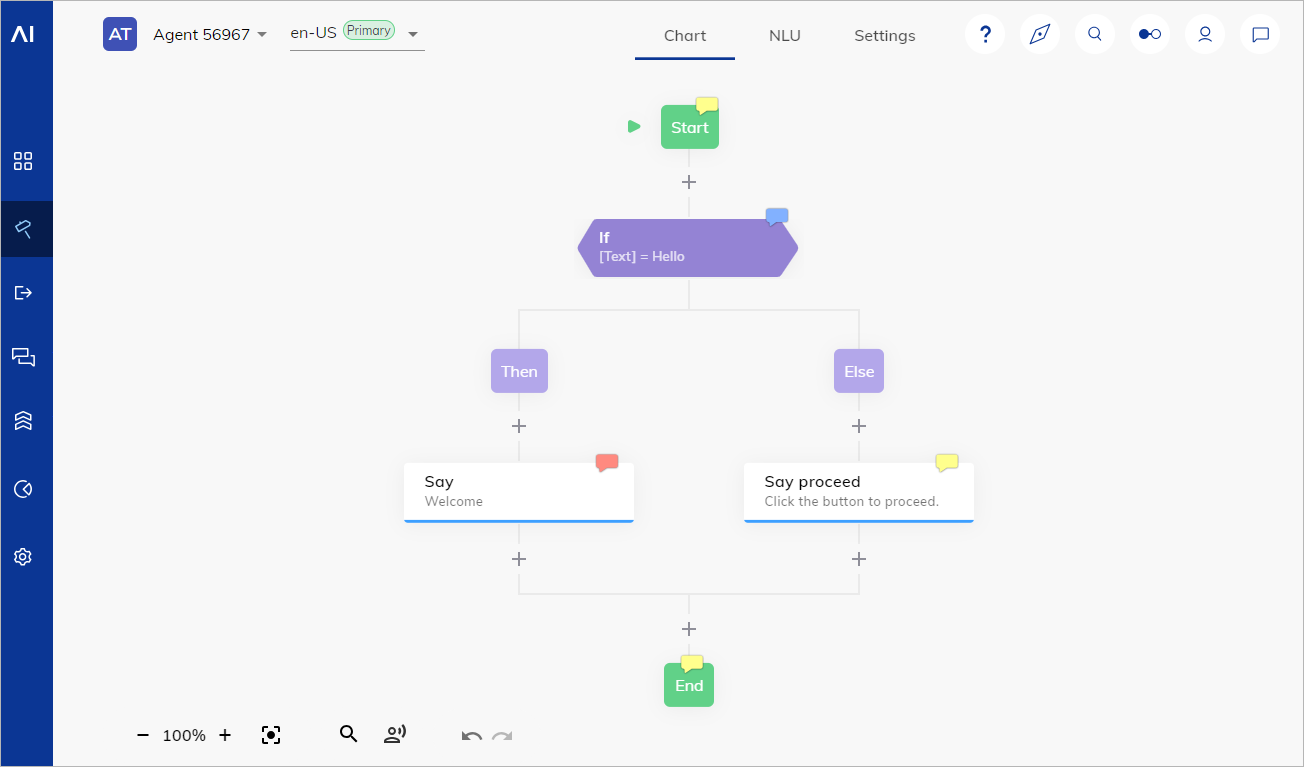 AI
AT Agent 56967 en-US Primary
Chart NLU Settings ?
Start
If
[Text] = Hello
Then Else
Say
Welcome
Say proceed
Click the button to proceed.
End
− 100% +